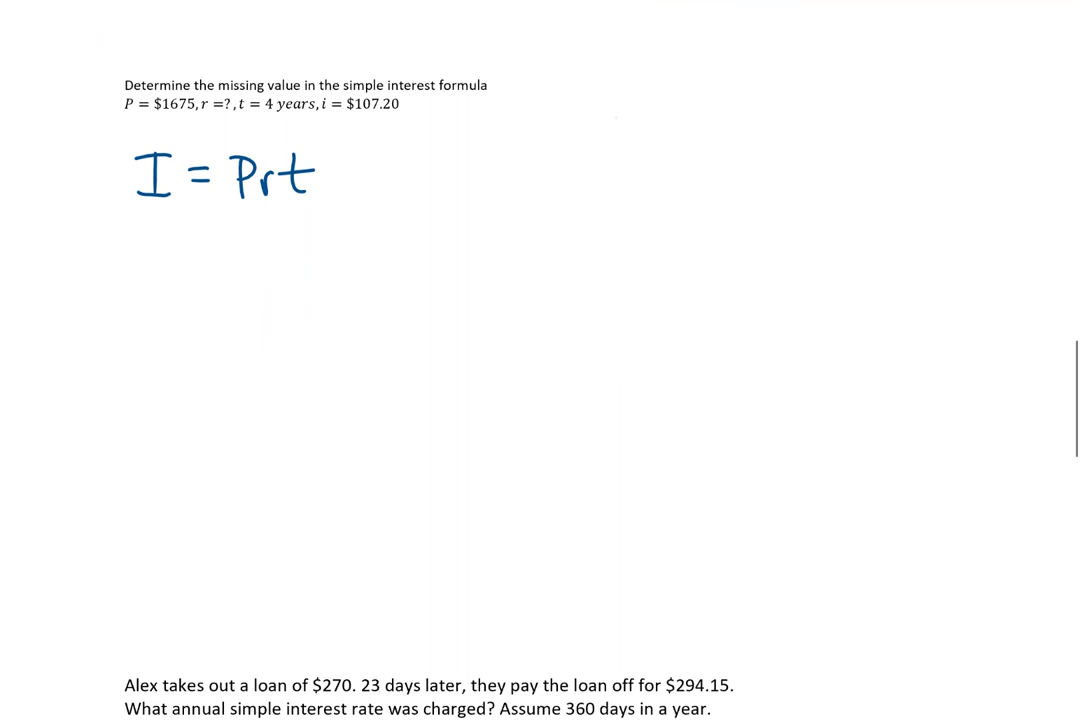 Determine the missing value in the simple interest formula
P = $1675, r =?, t = 4 years, i = $107.20
I = Prt
Alex takes out a loan of $270. 23 days later, they pay the loan off for $294.15.
What annual simple interest rate was charged? Assume 360 days in a year.